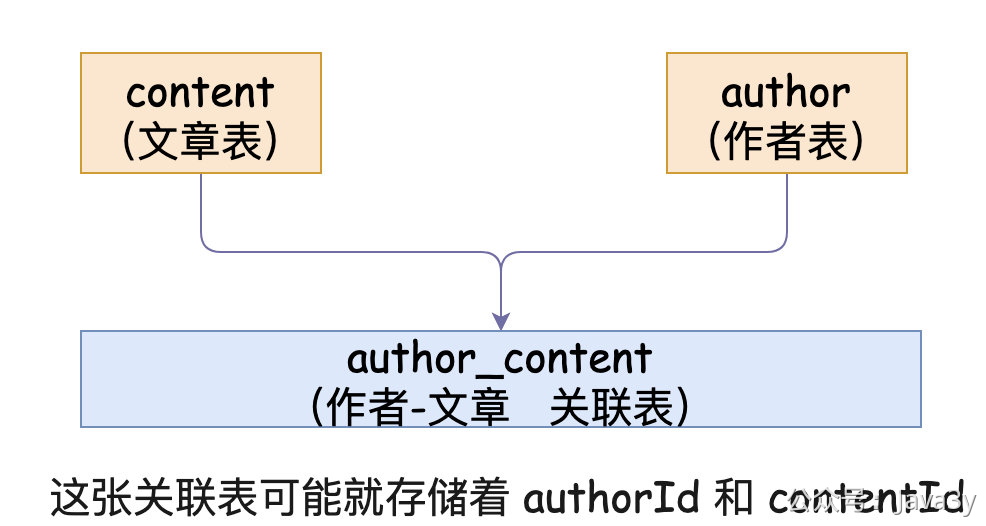 content
(文章表)
author
(作者表)
author_content
(作者-文章 关联表)
这张关联表可能就存储着 authorId 和 contentId
公众号: javasy